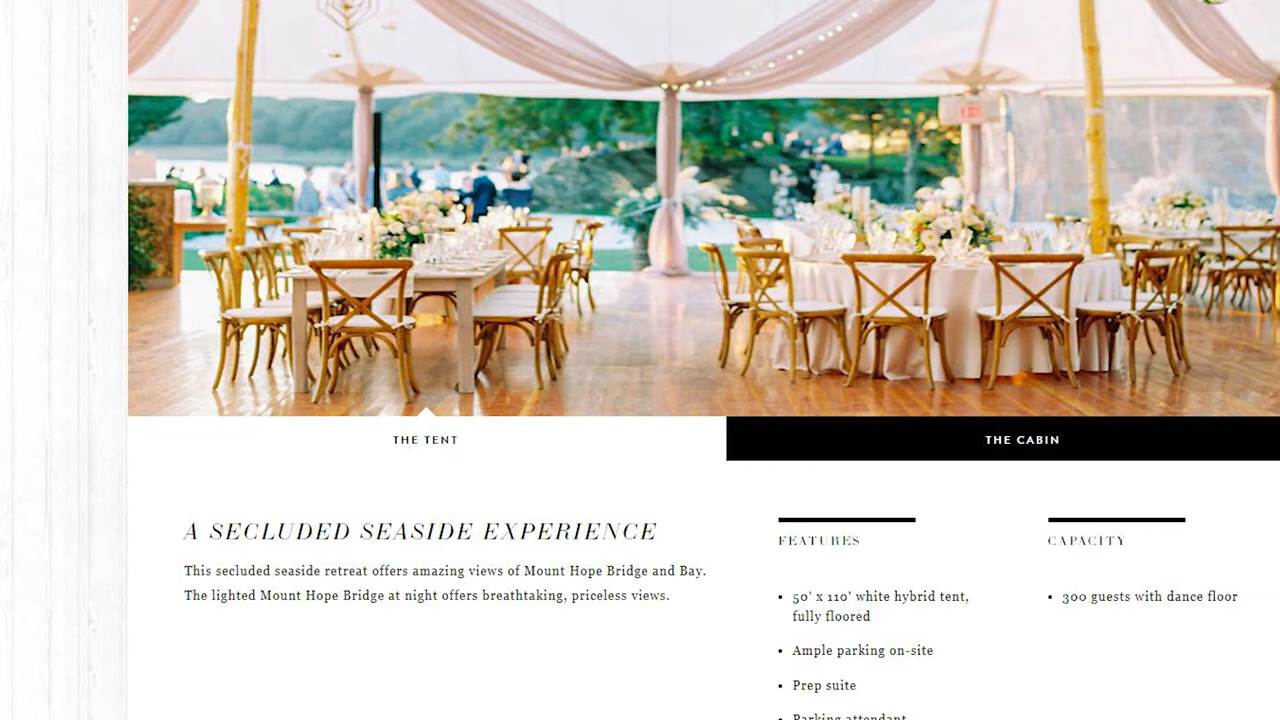 THE TENT
THE CABIN
A SECLUDED SEASIDE EXPERIENCE
This secluded seaside retreat offers amazing views of Mount Hope Bridge and Bay.
The lighted Mount Hope Bridge at night offers breathtaking, priceless views.
FEATURES
• 50' x 110' white hybrid tent,
fully floored
• Ample parking on-site
• Prep suite
• Parking attendant
CAPACITY
• 300 guests with dance floor